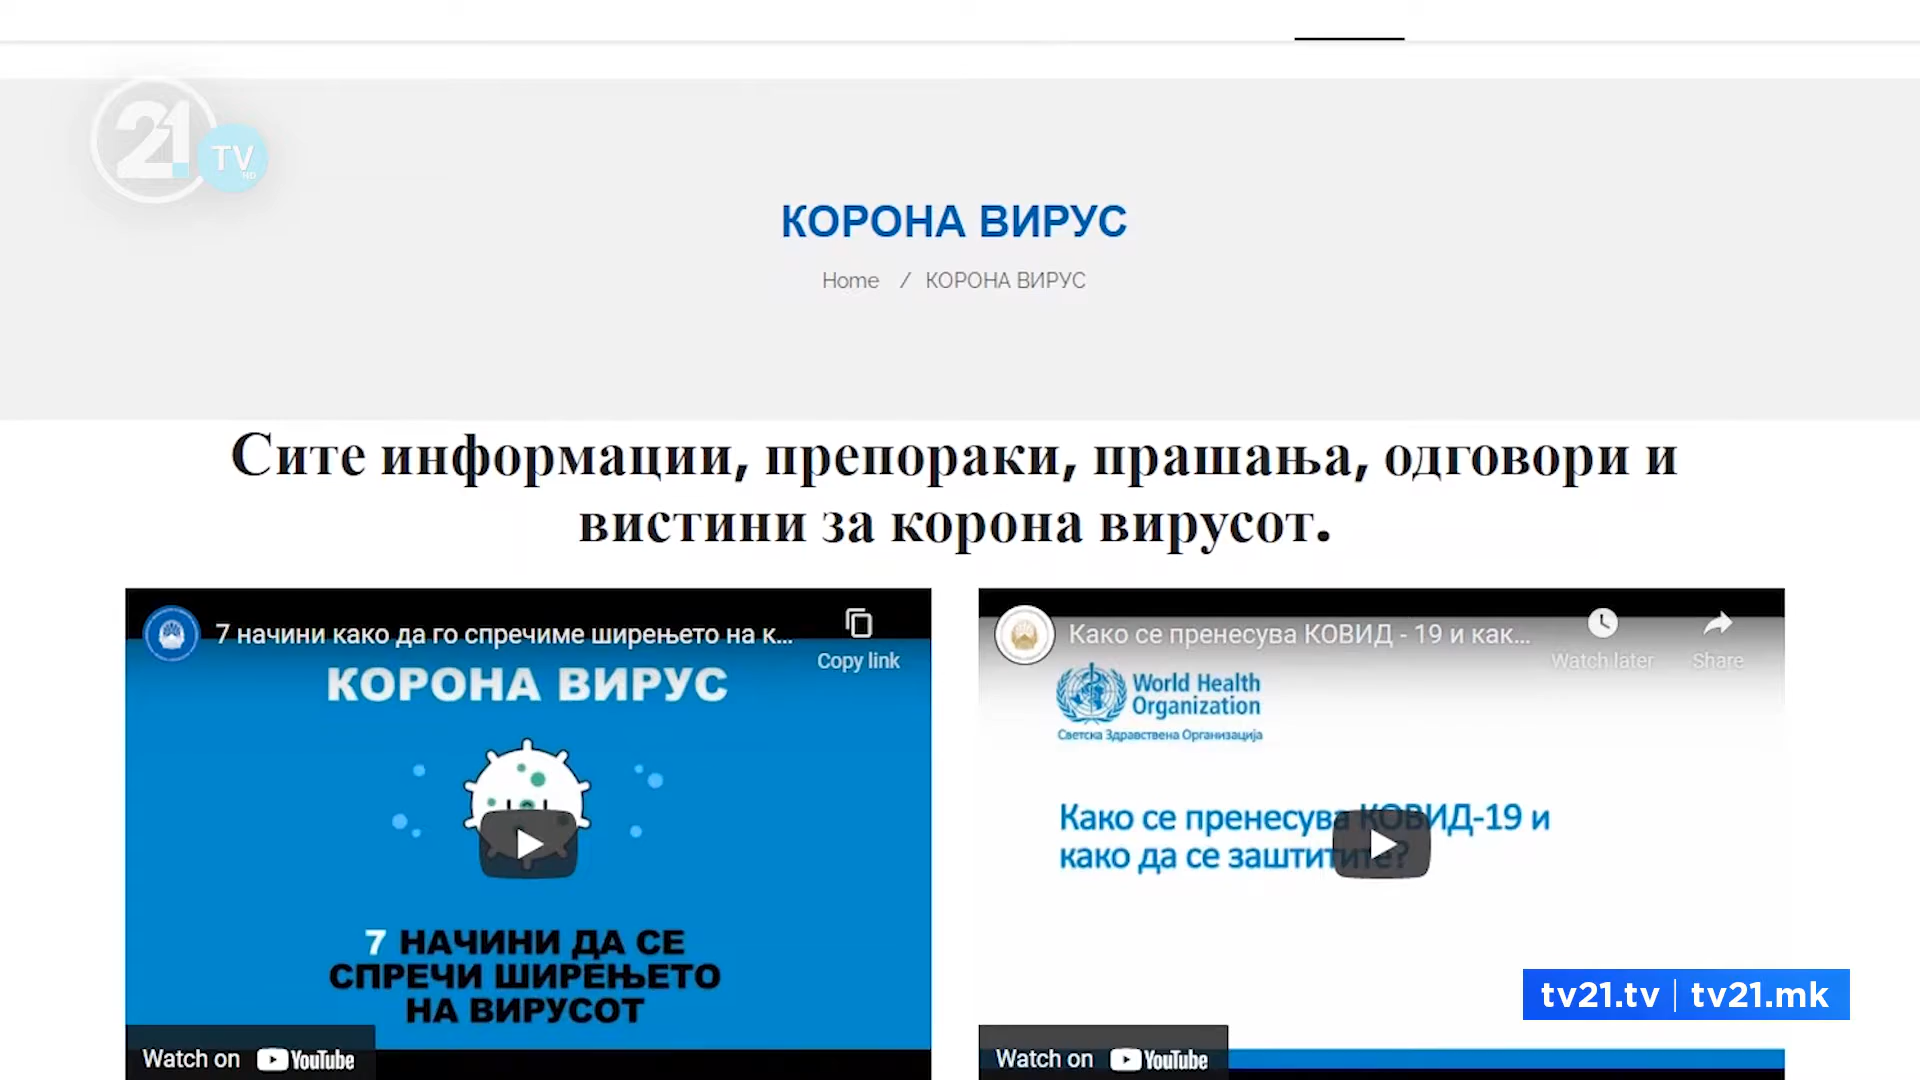 21 TV HD
КОРОНА ВИРУС
Home / КОРОНА ВИРУС
Сите информации, препораки, прашања, одговори и
вистини за корона вирусот.
7 начини како да го спречиме ширењето на к...
Copy link
КОРОНА ВИРУС
7 НАЧИНИ ДА СЕ
СПРЕЧИ ШИРЕЊЕТО
НА ВИРУСОТ
Watch on YouTube
Како се пренесува КОВИД - 19 и как...
Watch later
Share
World Health
Organization
Светска Здравствена Организација
Како се пренесува КОВИД-19 и
како да се заштитите?
Watch on YouTube
tv21.tv | tv21.mk